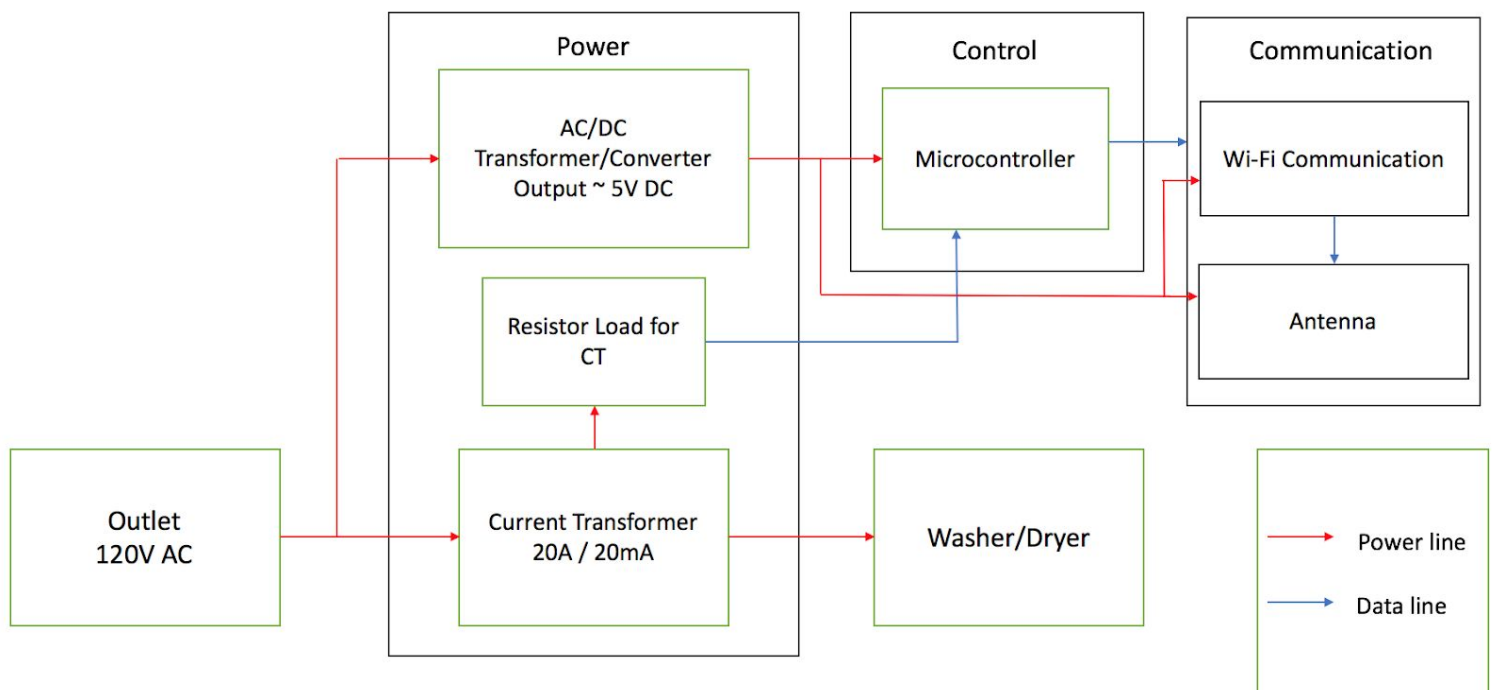 Power
AC/DC
Transformer/Converter
Output ~ 5V DC
Resistor Load for
CT
Current Transformer
20A / 20mA
Outlet
120V AC
Control
Microcontroller
Communication
Wi-Fi Communication
Antenna
Washer/Dryer
Power line
Data line